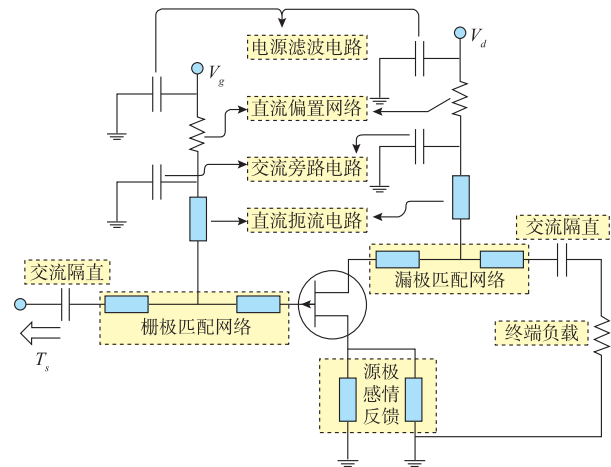 电源滤波电路
V_d
V_g
直流偏置网络
交流旁路电路
直流扼流电路
交流隔直
交流隔直
漏极匹配网络
栅极匹配网络
终端负载
T_s
源极
感情
反馈